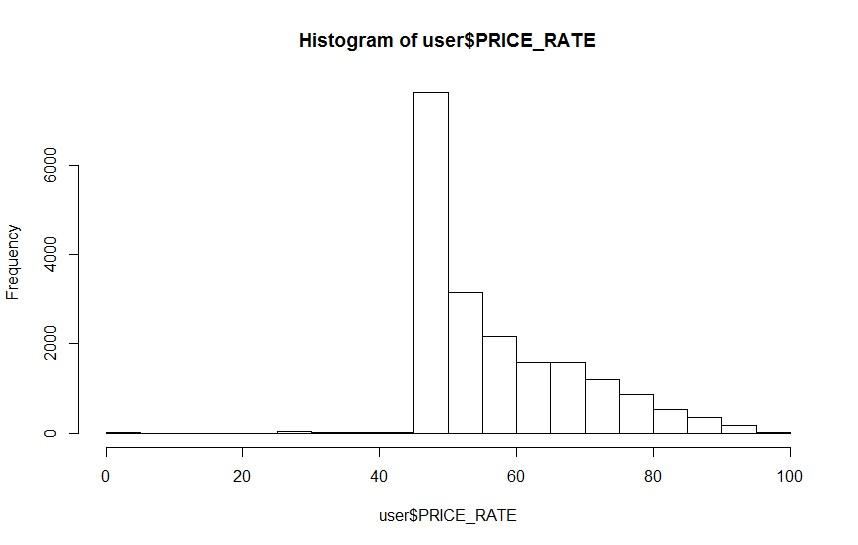 Histogram of user$PRICE_RATE
Frequency
6000
4000
2000
0
0 20 40 60 80 100
user$PRICE_RATE